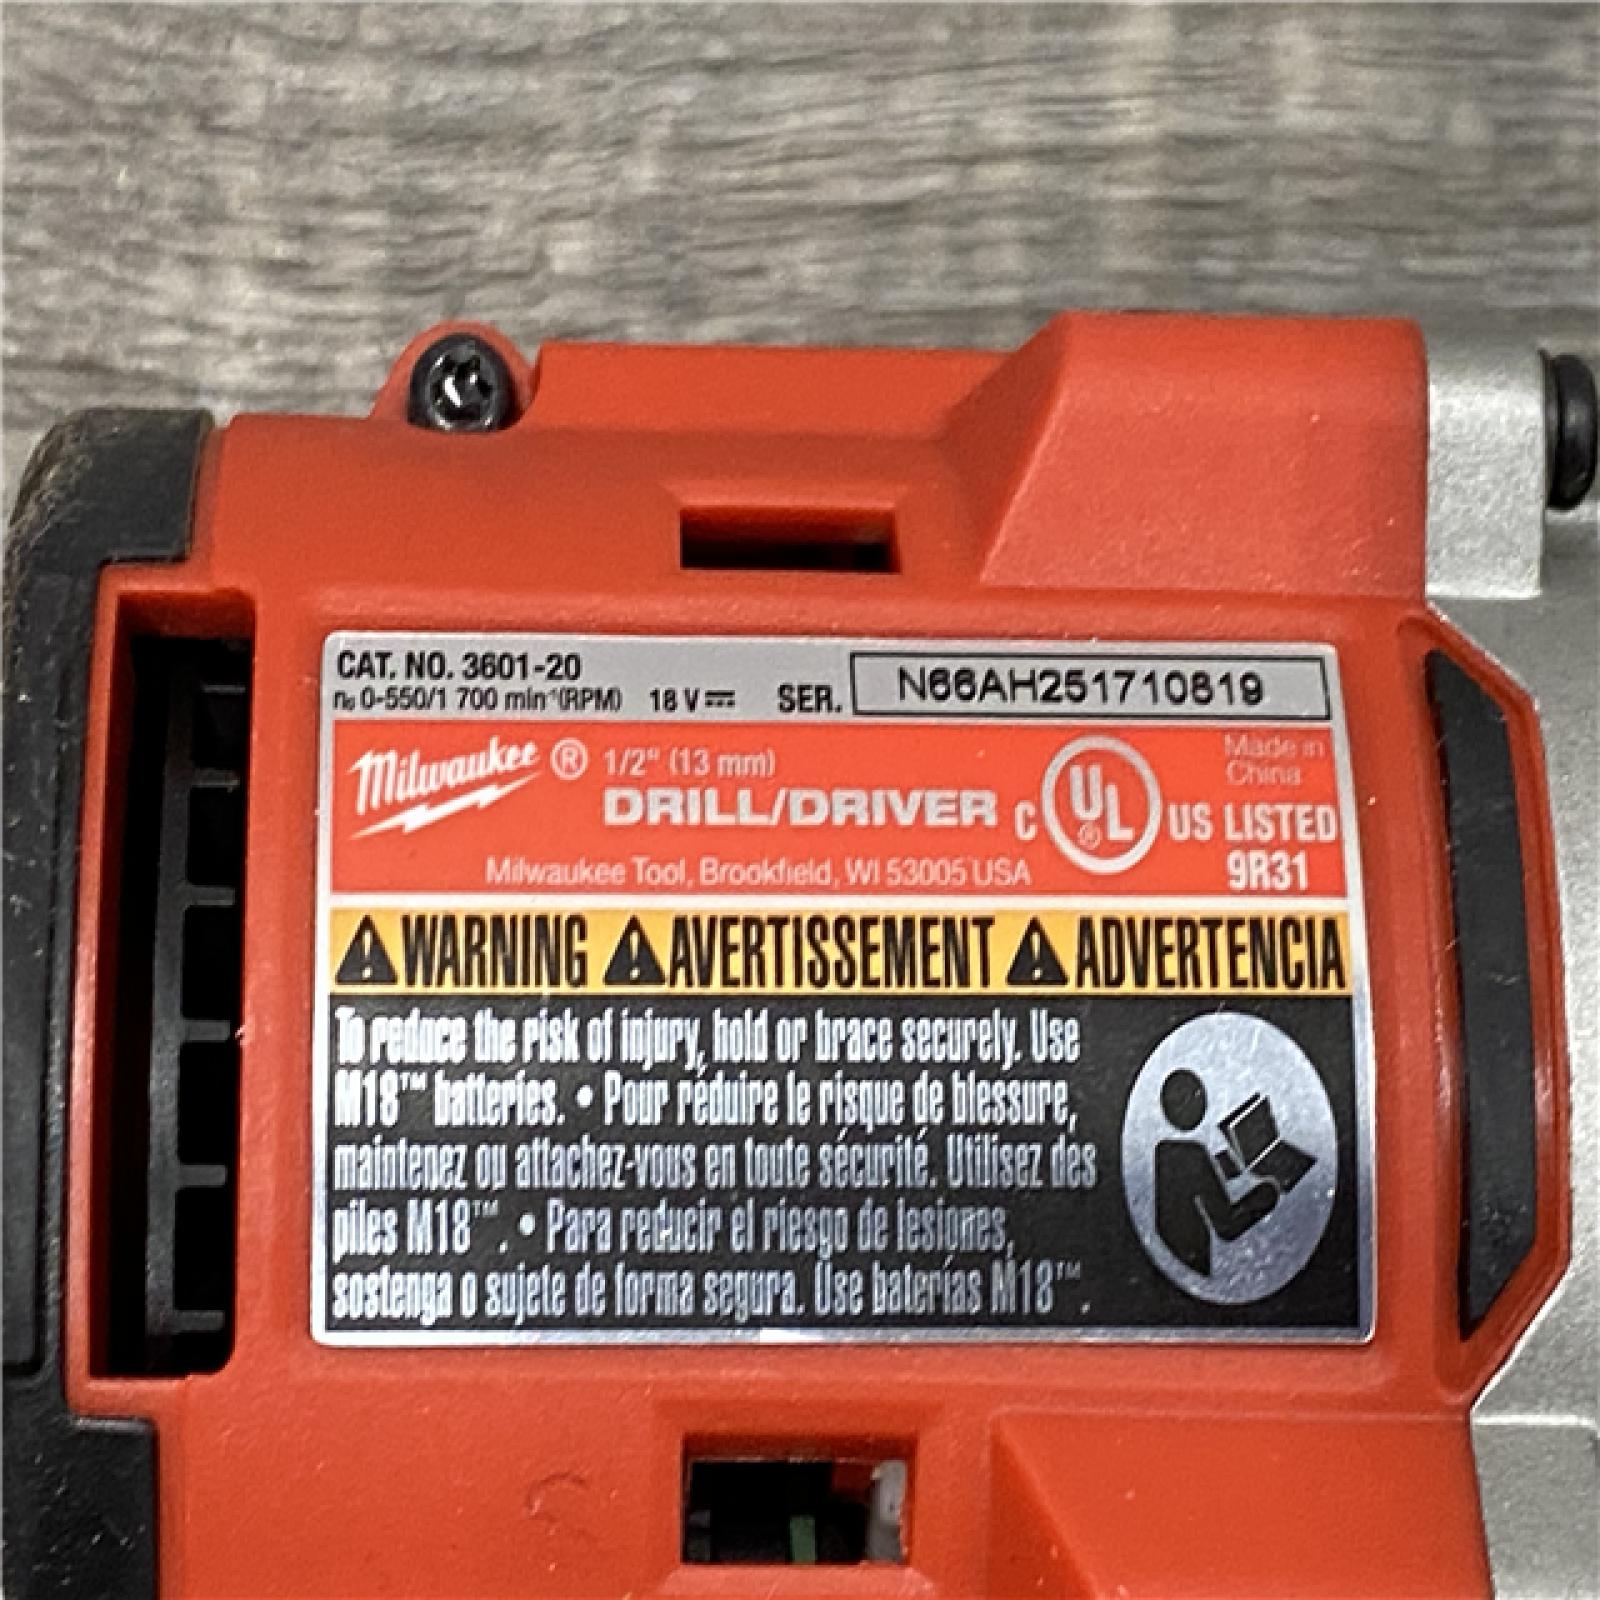 CAT. NO. 3601-20
n₀ 0-550/1 700 min⁻¹(RPM) 18 V⎓ SER. N66AH251710819
Milwaukee® 1/2" (13 mm)
DRILL/DRIVER
Milwaukee Tool, Brookfield, WI 53005 USA
C UL® US LISTED
9R31
Made in
China
⚠WARNING ⚠AVERTISSEMENT ⚠ADVERTENCIA
To reduce the risk of injury, hold or brace securely. Use
M18™ batteries. • Pour réduire le risque de blessure,
maintenez ou attachez-vous en toute sécurité. Utilisez des
piles M18™. • Para reducir el riesgo de lesiones,
sostenga o sujete de forma segura. Use baterías M18™.